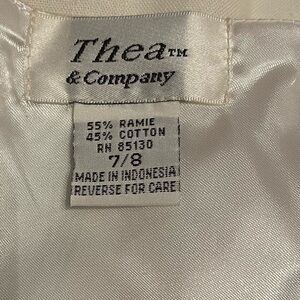 Thea™
& Company
55% RAMIE
45% COTTON
RN 85130
7/8
MADE IN INDONESIA
REVERSE FOR CARE